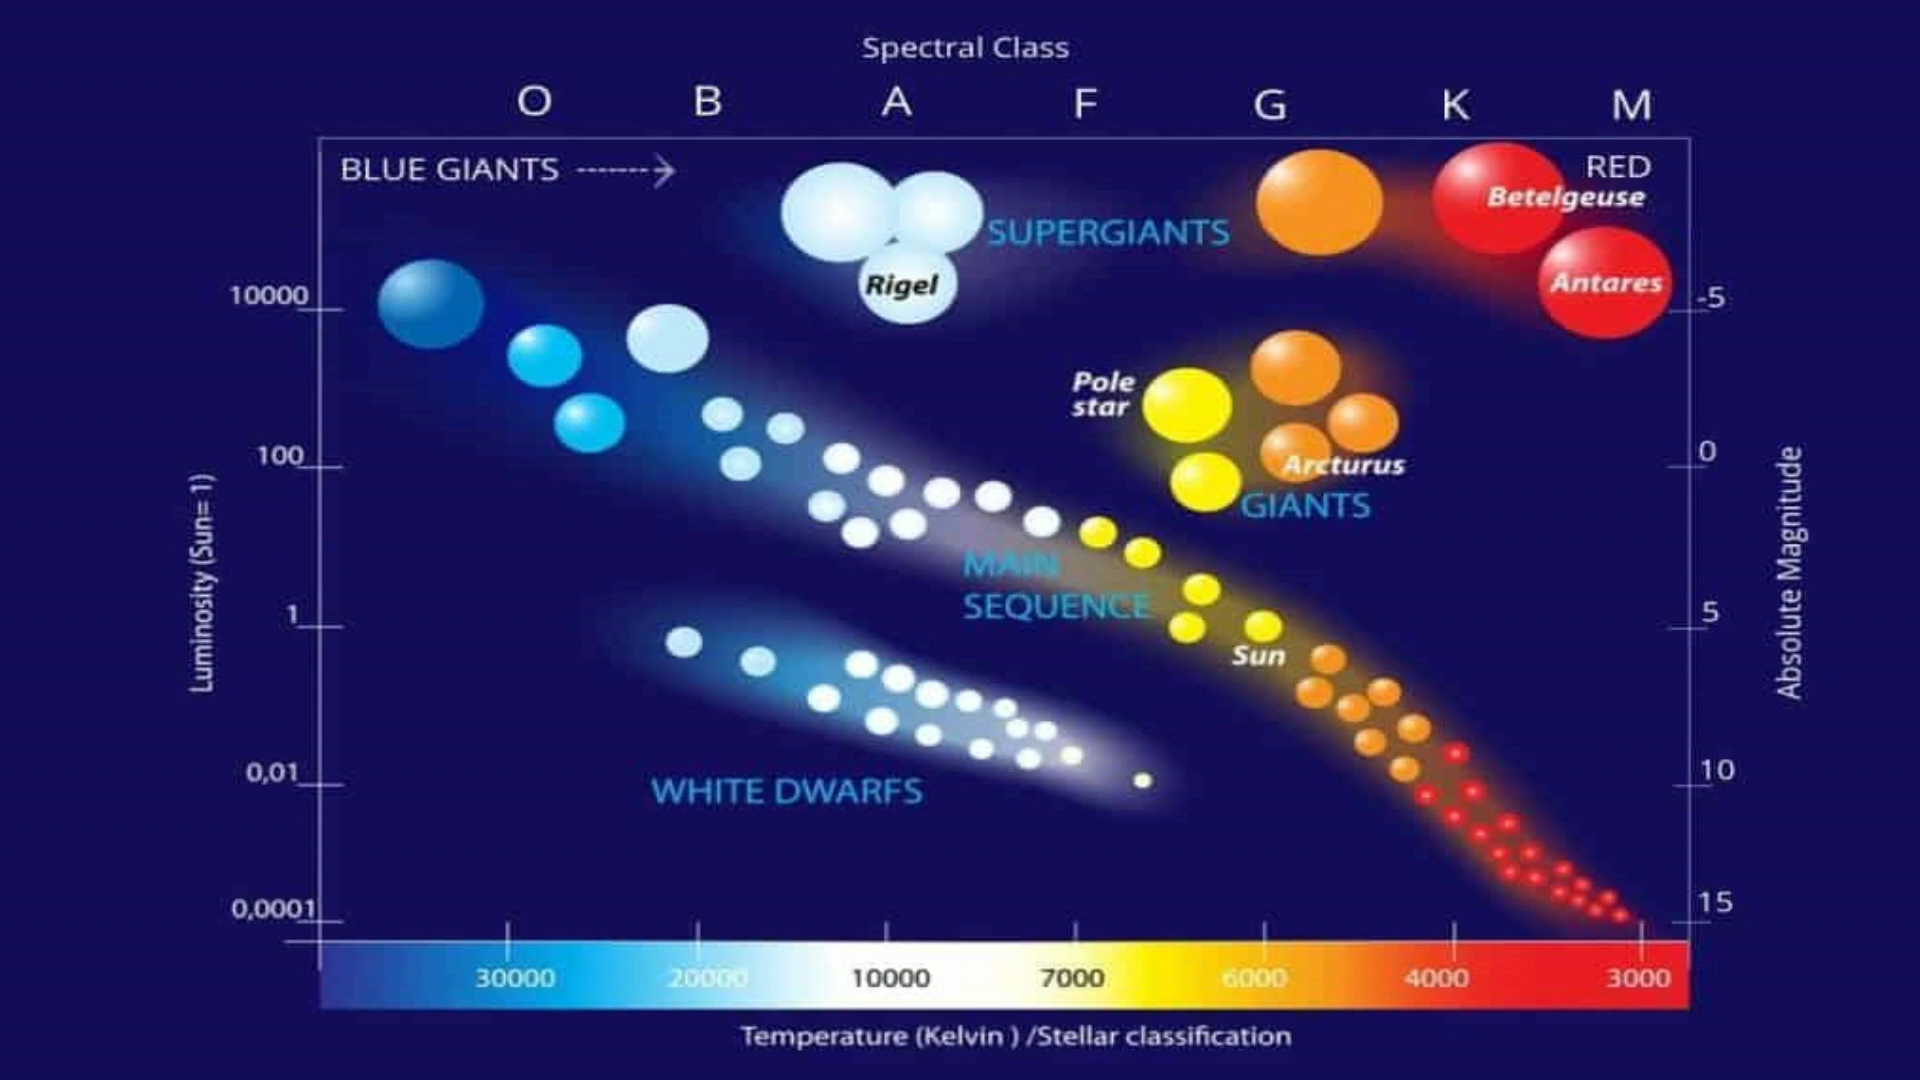 Spectral Class
O B A F G K M
BLUE GIANTS
RED
Betelgeuse
SUPERGIANTS
Rigel
Antares
10000
-5
Pole
star
100
0
Arcturus
GIANTS
Luminosity (Sun= 1)
Absolute Magnitude
MAIN
SEQUENCE
1
5
Sun
0,01
10
WHITE DWARFS
0,0001
15
30000 20000 10000 7000 6000 4000 3000
Temperature (Kelvin ) /Stellar classification